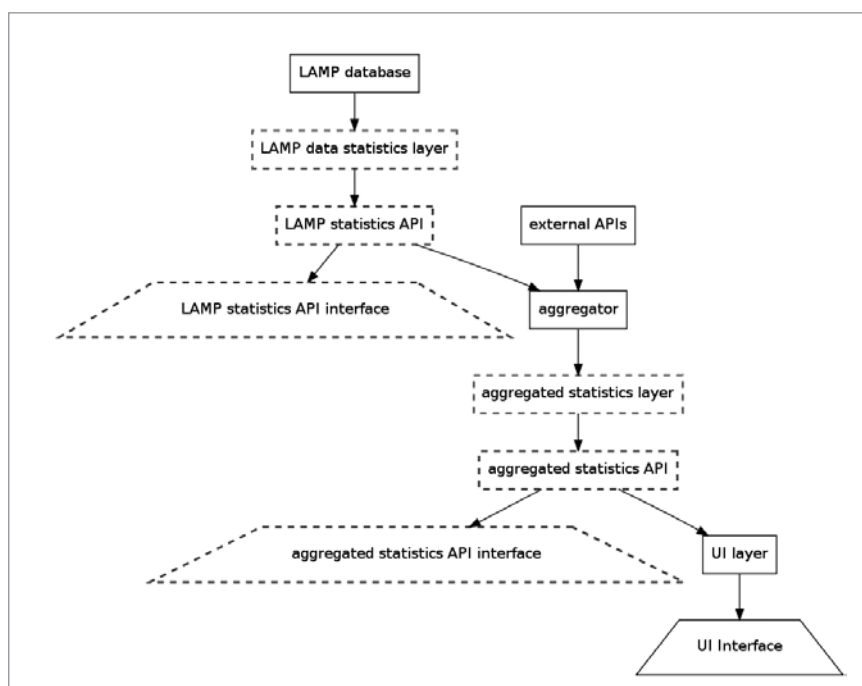 LAMP database
LAMP data statistics layer
LAMP statistics API
external APIs
LAMP statistics API interface
aggregator
aggregated statistics layer
aggregated statistics API
aggregated statistics API interface
UI layer
UI Interface